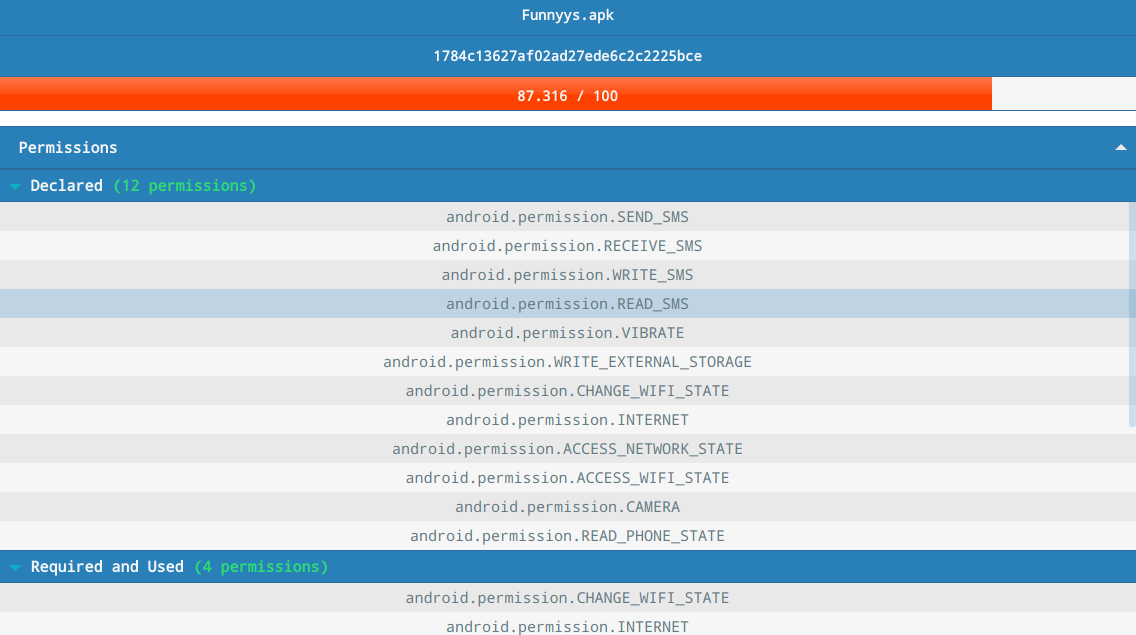 Funnyys.apk
1784c13627af02ad27ede6c2c2225bce
87.316 / 100
Permissions
Declared (12 permissions)
android.permission.SEND_SMS
android.permission.RECEIVE_SMS
android.permission.WRITE_SMS
android.permission.READ_SMS
android.permission.VIBRATE
android.permission.WRITE_EXTERNAL_STORAGE
android.permission.CHANGE_WIFI_STATE
android.permission.INTERNET
android.permission.ACCESS_NETWORK_STATE
android.permission.ACCESS_WIFI_STATE
android.permission.CAMERA
android.permission.READ_PHONE_STATE
Required and Used (4 permissions)
android.permission.CHANGE_WIFI_STATE
android.permission.INTERNET